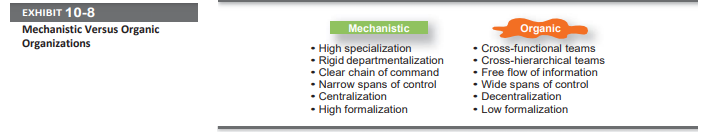 EXHIBIT 10-8
Mechanistic Versus Organic
Organizations
Mechanistic
• High specialization
• Rigid departmentalization
• Clear chain of command
• Narrow spans of control
• Centralization
• High formalization
Organic
• Cross-functional teams
• Cross-hierarchical teams
• Free flow of information
• Wide spans of control
• Decentralization
• Low formalization